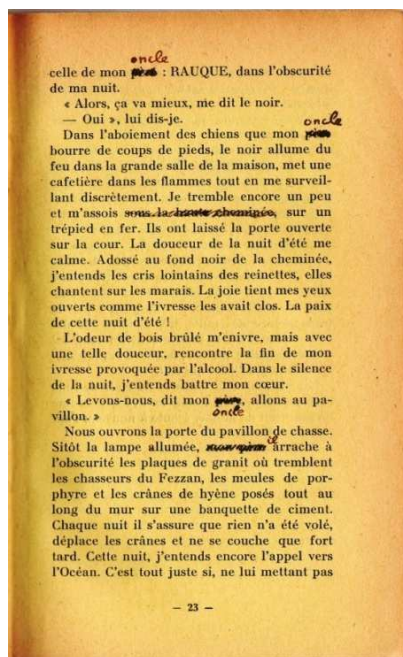 oncle
celle de mon : RAUQUE, dans l'obscurité
de ma nuit.
« Alors, ça va mieux, me dit le noir.
— Oui », lui dis-je.
oncle
Dans l'aboiement des chiens que mon
bourre de coups de pieds, le noir allume du
feu dans la grande salle de la maison, met une
cafetière dans les flammes tout en me surveil-
lant discrètement. Je tremble encore un peu
et m'assois sous la haute cheminée, sur un
trépied en fer. Ils ont laissé la porte ouverte
sur la cour. La douceur de la nuit d'été me
calme. Adossé au fond noir de la cheminée,
j'entends les cris lointains des reinettes, elles
chantent sur les marais. La joie tient mes yeux
ouverts comme l'ivresse les avait clos. La paix
de cette nuit d'été !
L'odeur de bois brûlé m'enivre, mais avec
une telle douceur, rencontre la fin de mon
ivresse provoquée par l'alcool. Dans le silence
de la nuit, j'entends battre mon cœur.
« Levons-nous, dit mon , allons au pa-
villon. »
oncle
Nous ouvrons la porte du pavillon de chasse.
il
Sitôt la lampe allumée, arrache à
l'obscurité les plaques de granit où tremblent
les chasseurs du Fezzan, les meules de por-
phyre et les crânes de hyène posés tout au
long du mur sur une banquette de ciment.
Chaque nuit il s'assure que rien n'a été volé,
déplace les crânes et ne se couche que fort
tard. Cette nuit, j'entends encore l'appel vers
l'Océan. C'est tout juste si, ne lui mettant pas
— 23 —